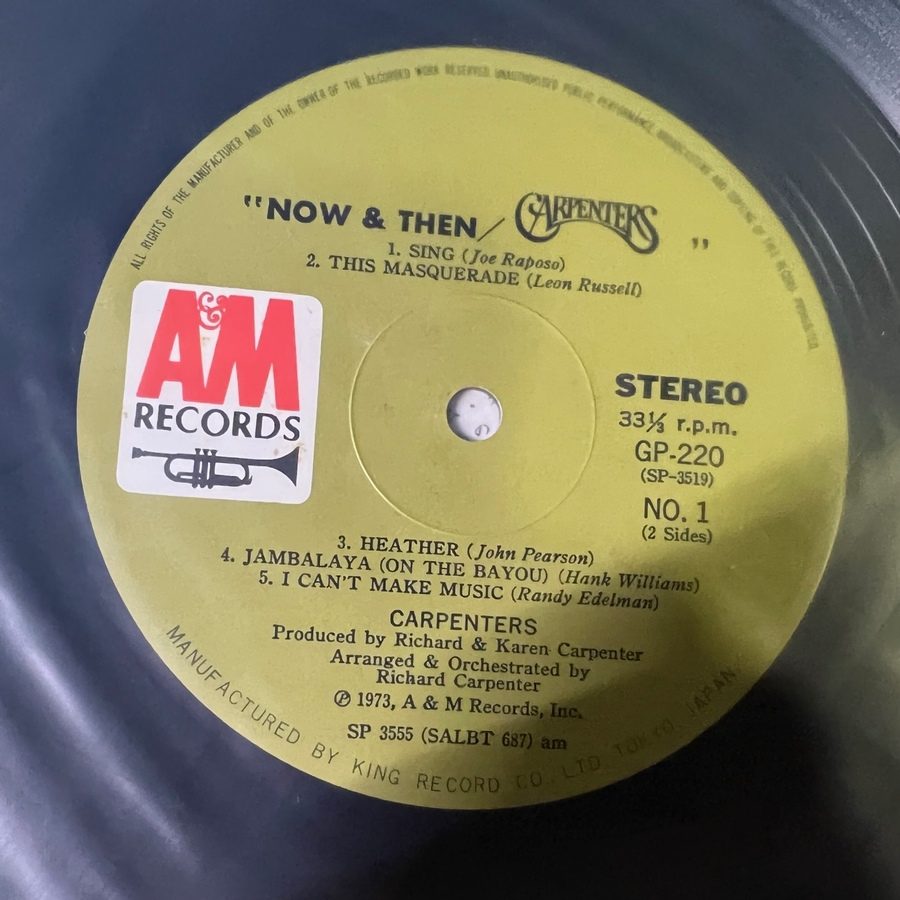 ALL RIGHTS OF THE MANUFACTURER AND OF THE OWNER OF THE RECORDED WORK RESERVED. UNAUTHORISED PUBLIC PERFORMANCE, BROADCASTING AND COPYING OF THIS RECORD PROHIBITED
"NOW & THEN / CARPENTERS"
1. SING (Joe Raposo)
2. THIS MASQUERADE (Leon Russell)
A&M
RECORDS
STEREO
33⅓ r.p.m.
GP-220
(SP-3519)
NO. 1
(2 Sides)
3. HEATHER (John Pearson)
4. JAMBALAYA (ON THE BAYOU) (Hank Williams)
5. I CAN'T MAKE MUSIC (Randy Edelman)
CARPENTERS
Produced by Richard & Karen Carpenter
Arranged & Orchestrated by
Richard Carpenter
℗ 1973, A & M Records, Inc.
SP 3555 (SALBT 687) am
MANUFACTURED BY KING RECORD CO., LTD. TOKYO JAPAN